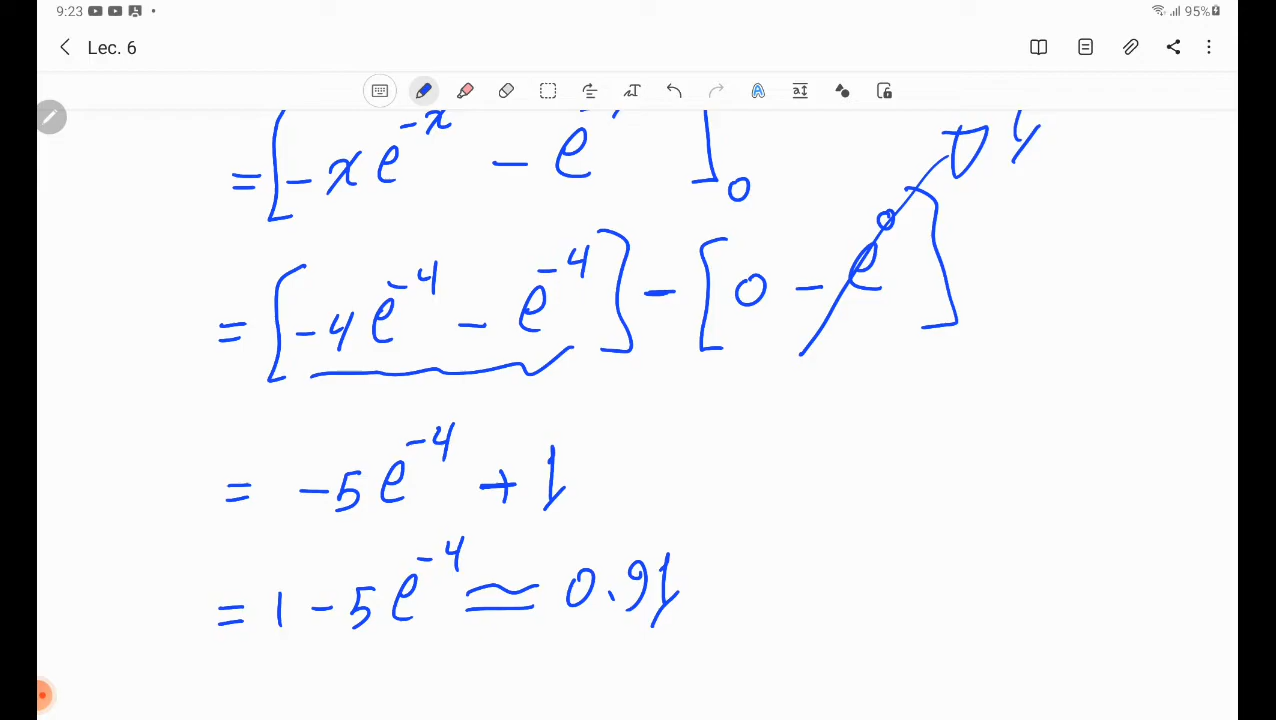 9:23
95%
Lec. 6
= [ -xe^{-x} - e^{-
]_0
1
= [ -4e^{-4} - e^{-4} ] - [ 0 - e^0 ]
= -5e^{-4} + 1
= 1 - 5e^{-4} ≃ 0.91